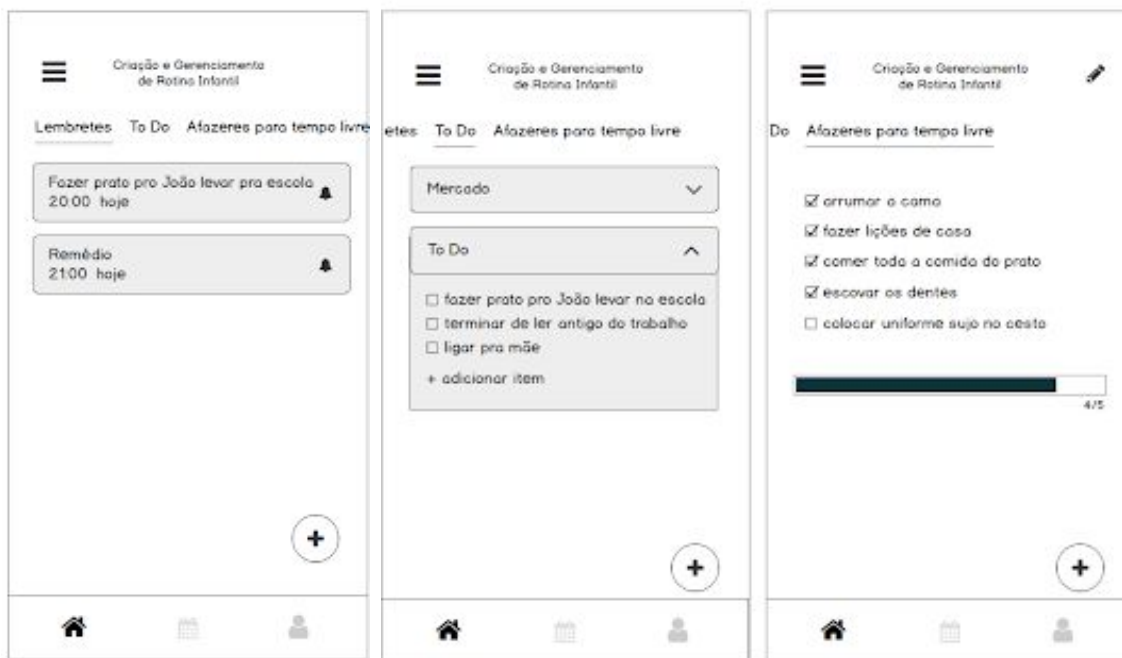 Criação e Gerenciamento
de Rotina Infantil
Lembretes To Do Afazeres para tempo livre
Fazer prato pro João levar pra escola
20:00 hoje
Remédio
21:00 hoje
Criação e Gerenciamento
de Rotina Infantil
etes To Do Afazeres para tempo livre
Mercado
To Do
fazer prato pro João levar na escola
terminar de ler antigo do trabalho
ligar pra mãe
+ adicionar item
Criação e Gerenciamento
de Rotina Infantil
Do Afazeres para tempo livre
arrumar a cama
fazer lições de casa
comer toda a comida do prato
escovar os dentes
colocar uniforme sujo no cesto
4/5